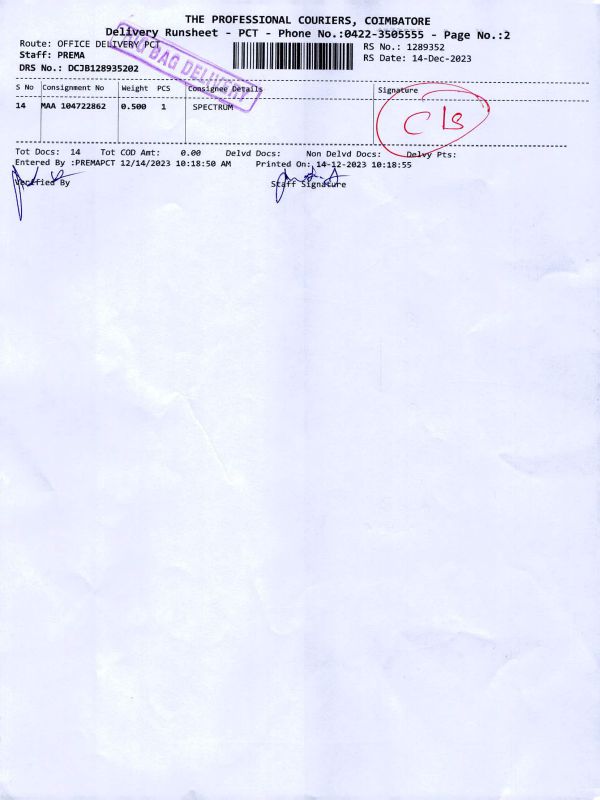 THE PROFESSIONAL COURIERS, COIMBATORE
Delivery Runsheet - PCT - Phone No.:0422-3505555 - Page No.:2
Route: OFFICE DELIVERY PCT
RS No.: 1289352
Staff: PREMA
RS Date: 14-Dec-2023
DRS No.: DCJB128935202
BAG DELIVERY
S No Consignment No Weight PCS Consignee Details Signature
14 MAA 104722862 0.500 1 SPECTRUM
Tot Docs: 14 Tot COD Amt: 0.00 Delvd Docs: Non Delvd Docs: Delvy Pts:
Entered By :PREMAPCT 12/14/2023 10:18:50 AM Printed On: 14-12-2023 10:18:55
Verified By Staff Signature